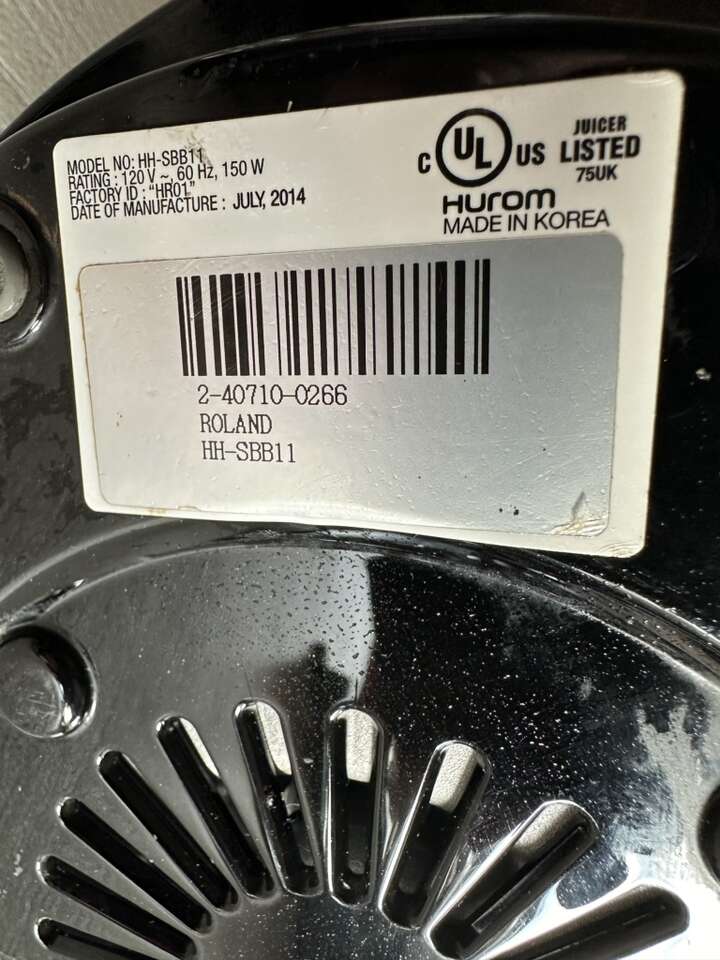 MODEL NO: HH-SBB11
RATING : 120 V ~, 60 Hz, 150 W
FACTORY ID : "HR01"
DATE OF MANUFACTURE : JULY, 2014
C UL US
JUICER
LISTED
75UK
HUROM
MADE IN KOREA
2-40710-0266
ROLAND
HH-SBB11